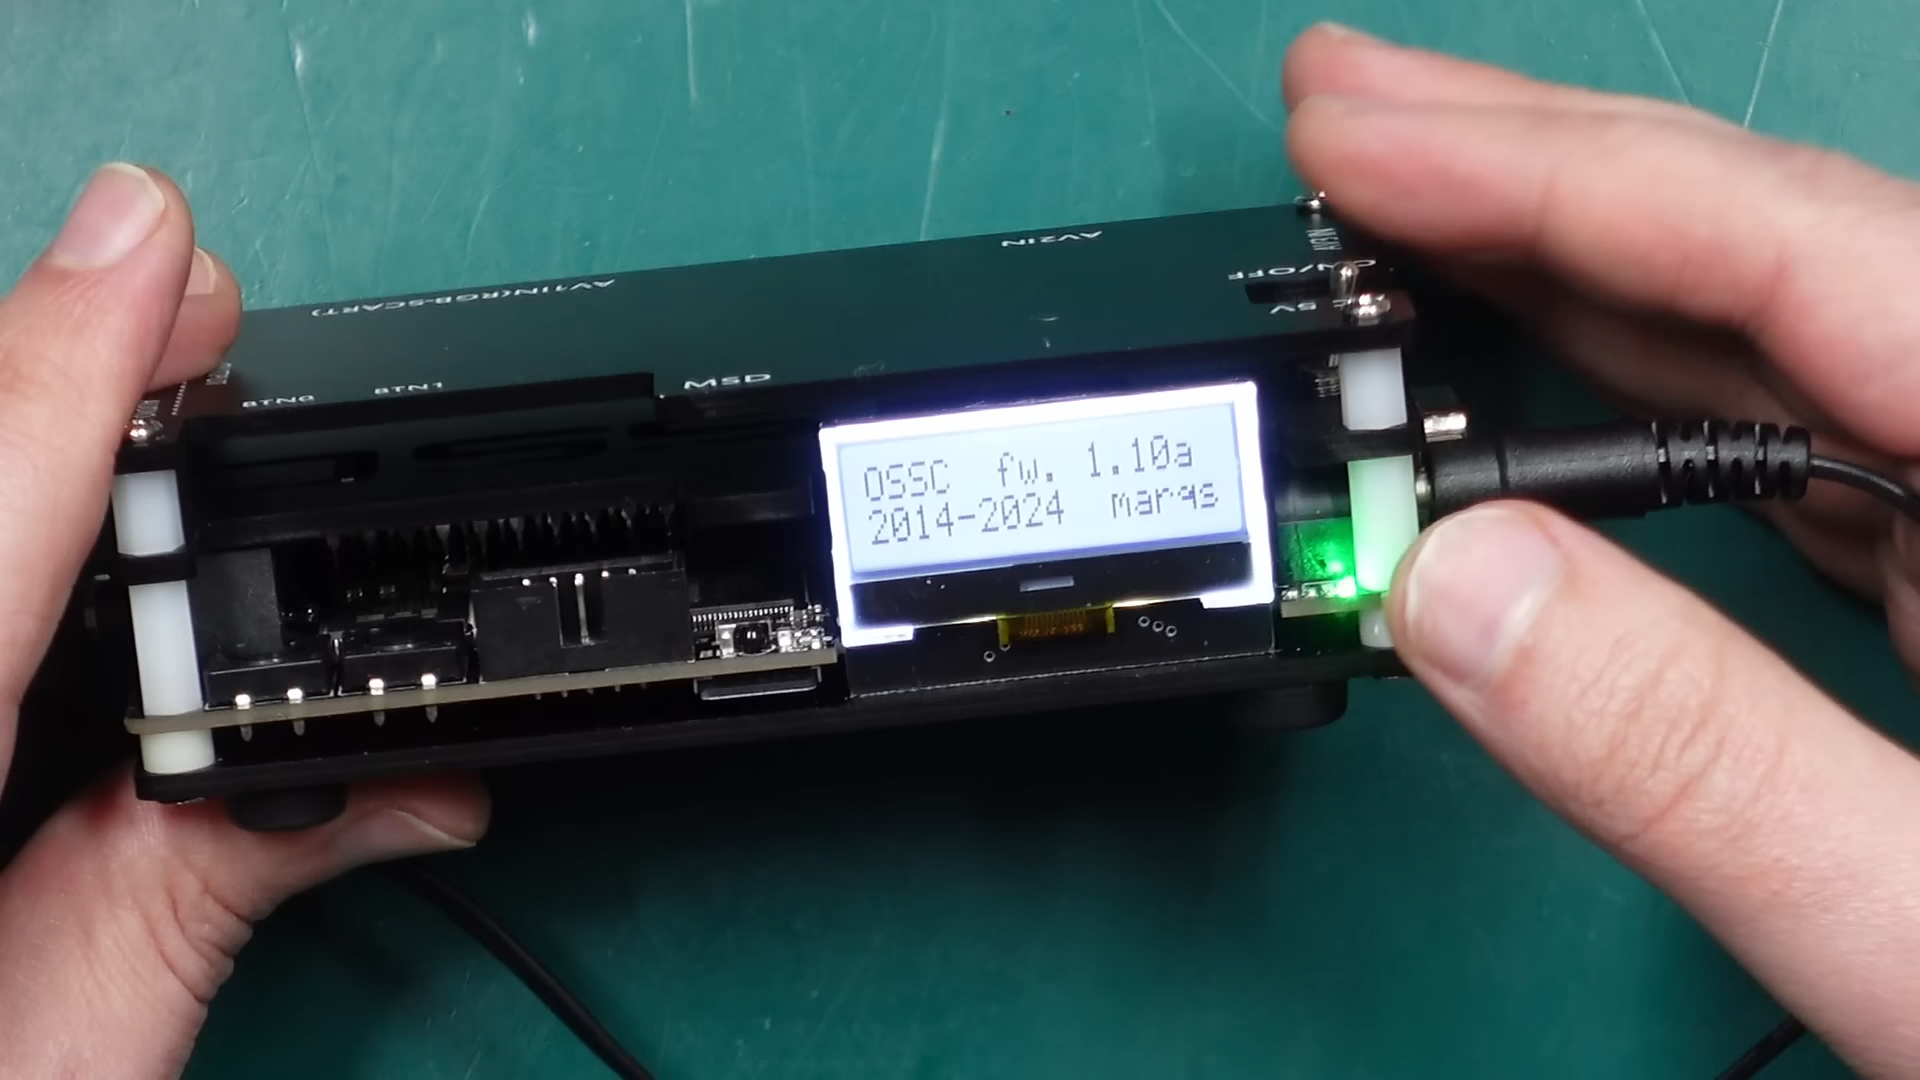 AV2IN
AV1IN(RGB-SCART)
ON/OFF
5V
BTN0
BTN1
MSD
OSSC fw. 1.10a
2014-2024 marqs